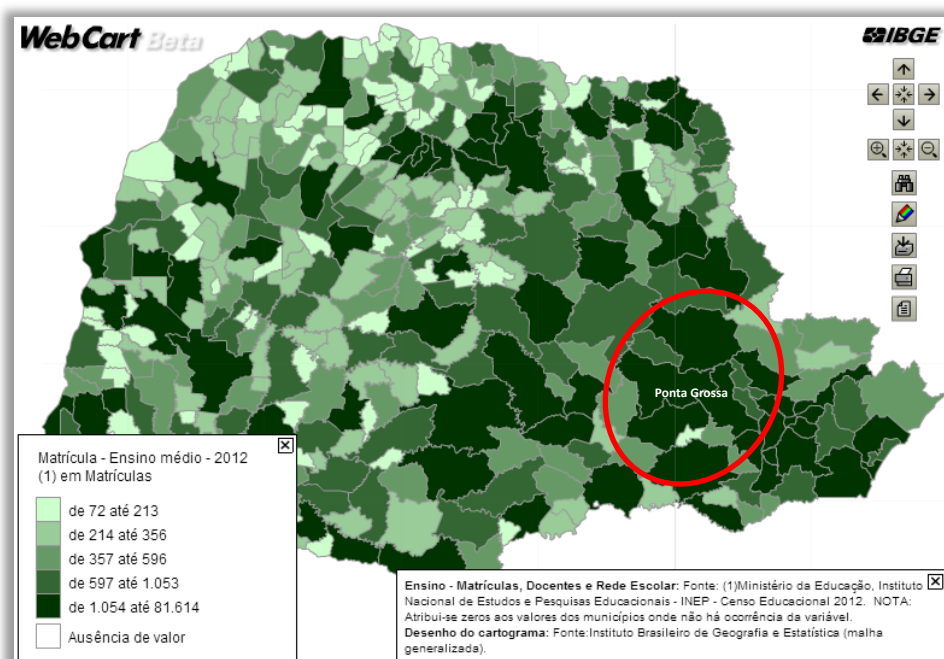 WebCart Beta
IBGE
Ponta Grossa
Matrícula - Ensino médio - 2012
(1) em Matrículas
de 72 até 213
de 214 até 356
de 357 até 596
de 597 até 1.053
de 1.054 até 81.614
Ausência de valor
Ensino - Matrículas, Docentes e Rede Escolar: Fonte: (1)Ministério da Educação, Instituto
Nacional de Estudos e Pesquisas Educacionais - INEP - Censo Educacional 2012. NOTA:
Atribui-se zeros aos valores dos municípios onde não há ocorrência da variável.
Desenho do cartograma: Fonte:Instituto Brasileiro de Geografia e Estatística (malha
generalizada).